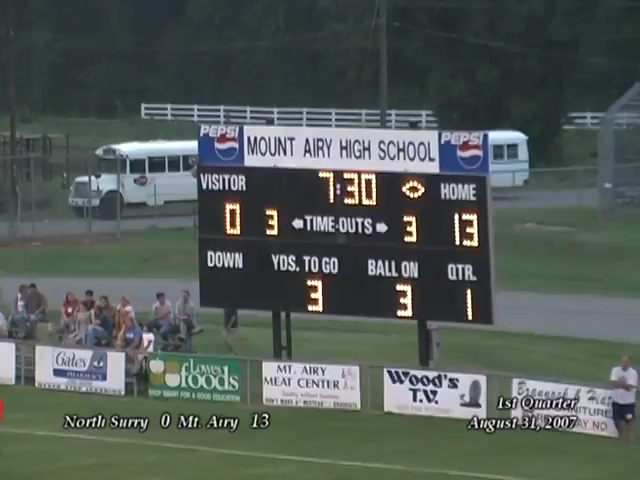 PEPSI MOUNT AIRY HIGH SCHOOL PEPSI
VISITOR 7:30 HOME
0 3 TIME-OUTS 3 13
DOWN YDS. TO GO BALL ON QTR.
3 3 1
Gates
PHARMACY
Lowes
foods
MT. AIRY
MEAT CENTER
Wood's
T.V.
North Surry 0 Mt. Airy 13
1st Quarter
August 31, 2007